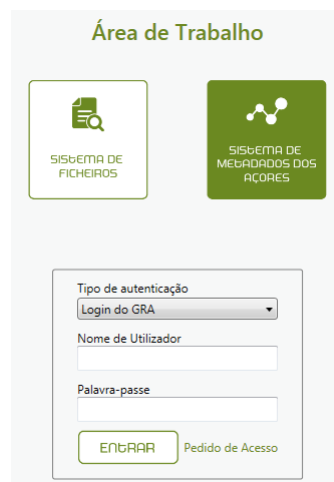 Área de Trabalho
SISTEMA DE
FICHEIROS
SISTEMA DE
METADADOS DOS
AÇORES
Tipo de autenticação
Login do GRA
Nome de Utilizador
Palavra-passe
ENTRAR
Pedido de Acesso